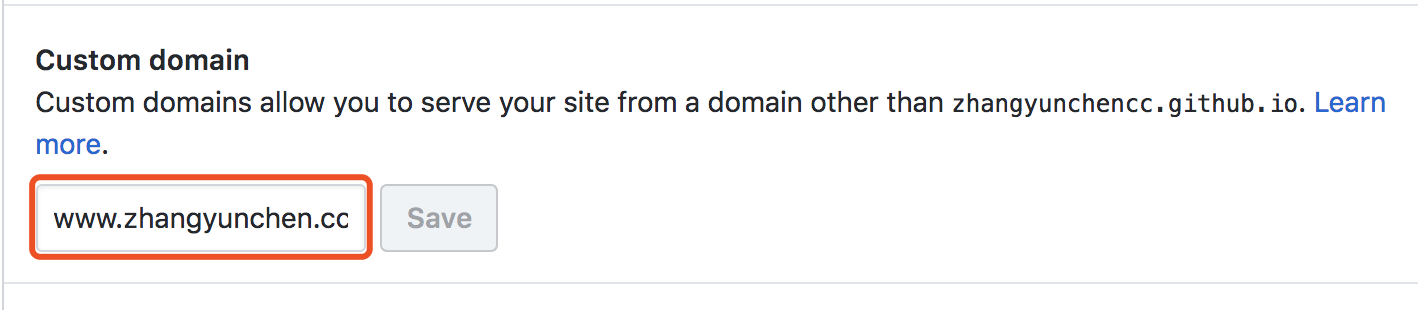 Custom domain
Custom domains allow you to serve your site from a domain other than zhangyunchencc.github.io. Learn
more.
www.zhangyunchen.cc Save